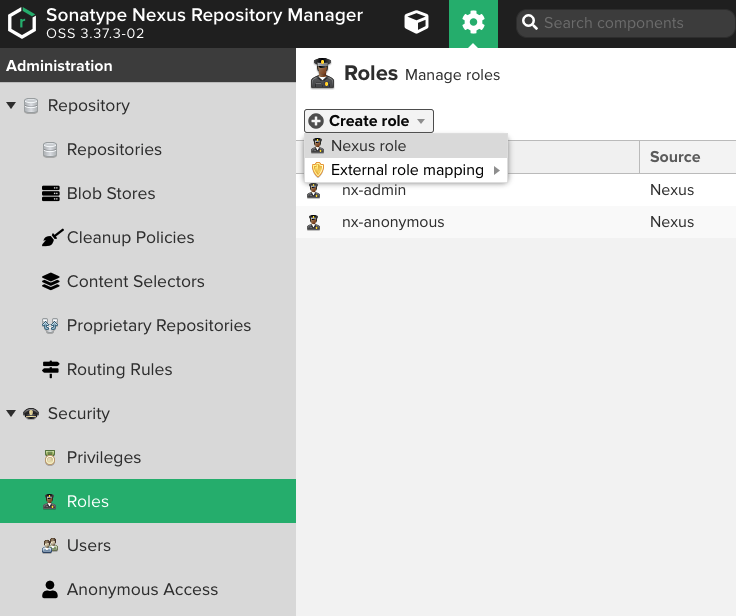 Sonatype Nexus Repository Manager
OSS 3.37.3-02
Search components
Administration
Repository
Repositories
Blob Stores
Cleanup Policies
Content Selectors
Proprietary Repositories
Routing Rules
Security
Privileges
Roles
Users
Anonymous Access
Roles Manage roles
Create role
Nexus role
External role mapping
Source
nx-admin Nexus
nx-anonymous Nexus